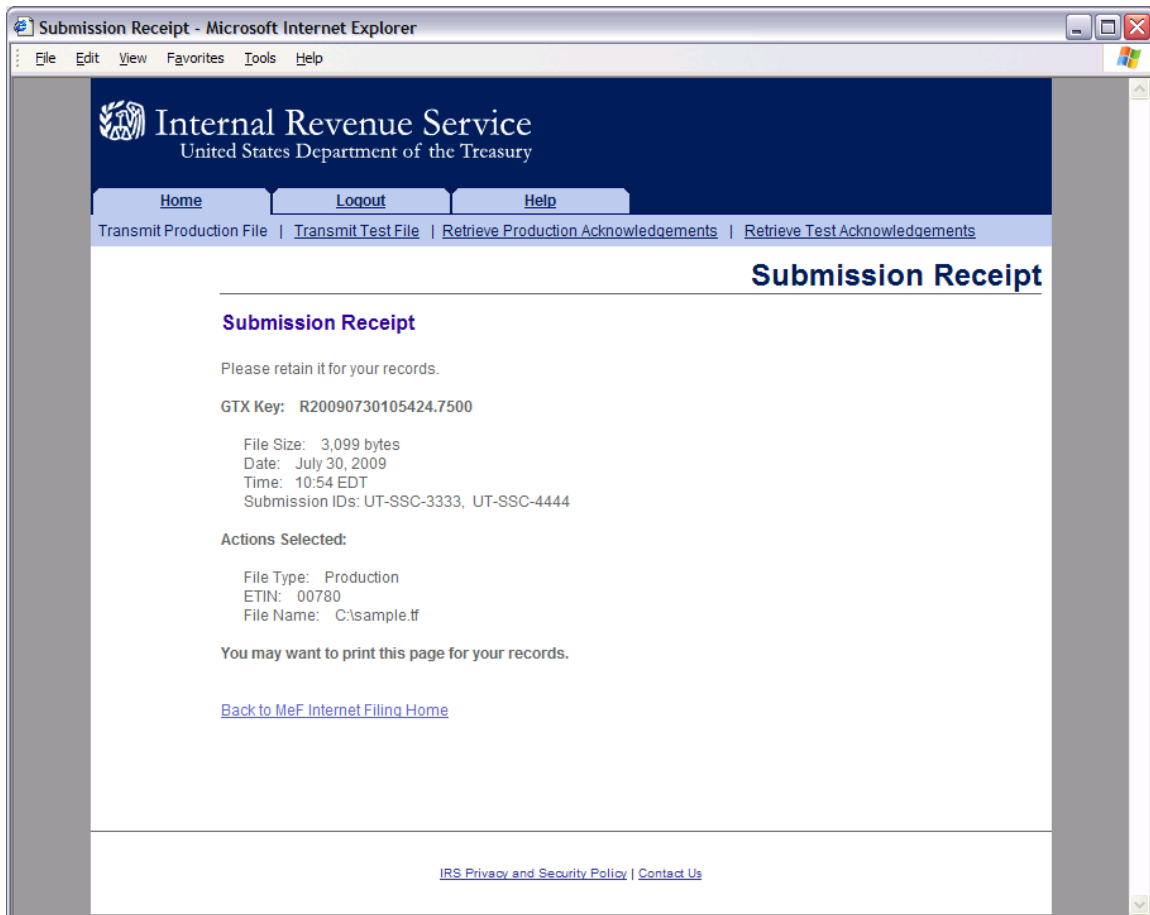 Submission Receipt - Microsoft Internet Explorer
File Edit View Favorites Tools Help
Internal Revenue Service
United States Department of the Treasury
Home Logout Help
Transmit Production File | Transmit Test File | Retrieve Production Acknowledgements | Retrieve Test Acknowledgements
Submission Receipt
Submission Receipt
Please retain it for your records.
GTX Key: R20090730105424.7500
File Size: 3,099 bytes
Date: July 30, 2009
Time: 10:54 EDT
Submission IDs: UT-SSC-3333, UT-SSC-4444
Actions Selected:
File Type: Production
ETIN: 00780
File Name: C:\sample.tf
You may want to print this page for your records.
Back to MeF Internet Filing Home
IRS Privacy and Security Policy | Contact Us